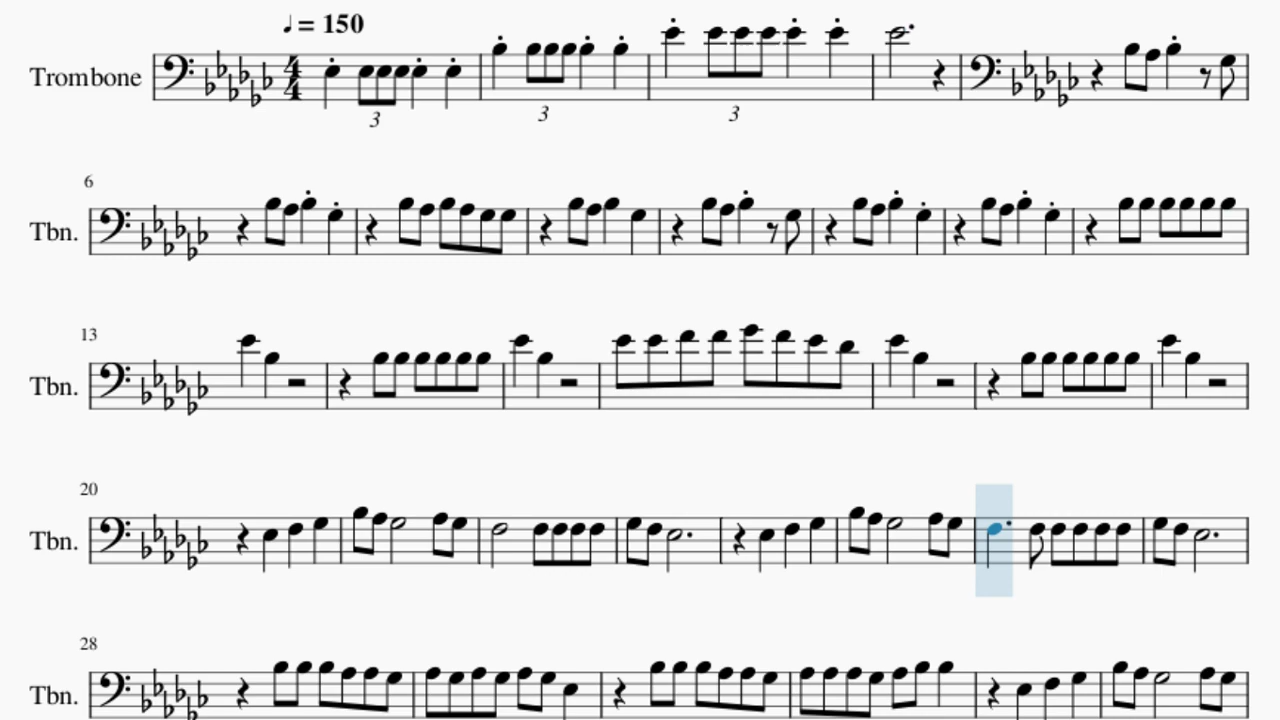 ♩ = 150
Trombone
4
4
3 3 3
6
Tbn.
13
Tbn.
20
Tbn.
28
Tbn.